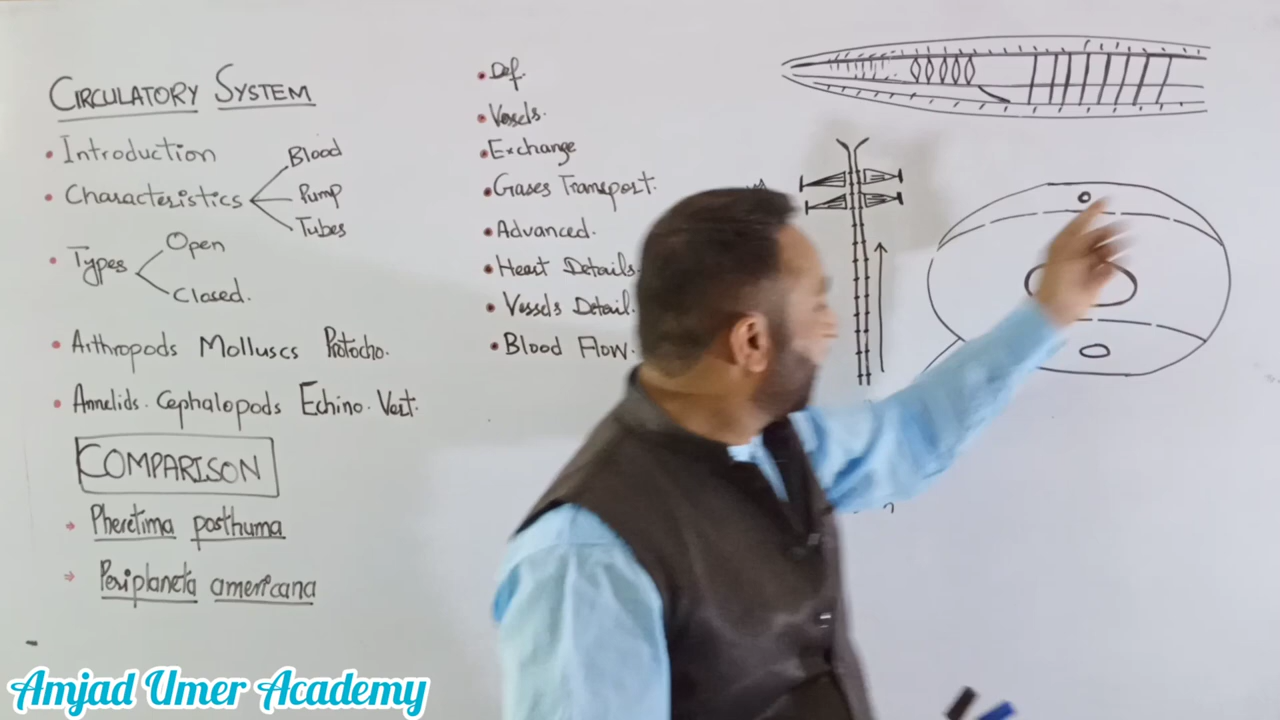 CIRCULATORY SYSTEM
• Introduction
• Characteristics
Blood
Pump
Tubes
• Types
Open
Closed.
• Arthropods Molluscs Protocho.
• Annelids. Cephalopods Echino. Vert.
COMPARISON
Pheretima posthuma
Periplaneta americana
• Def.
• Vessels.
• Exchange
• Gases Transport.
• Advanced.
• Heart Details.
• Vessels Detail.
• Blood Flow.
Amjad Umer Academy